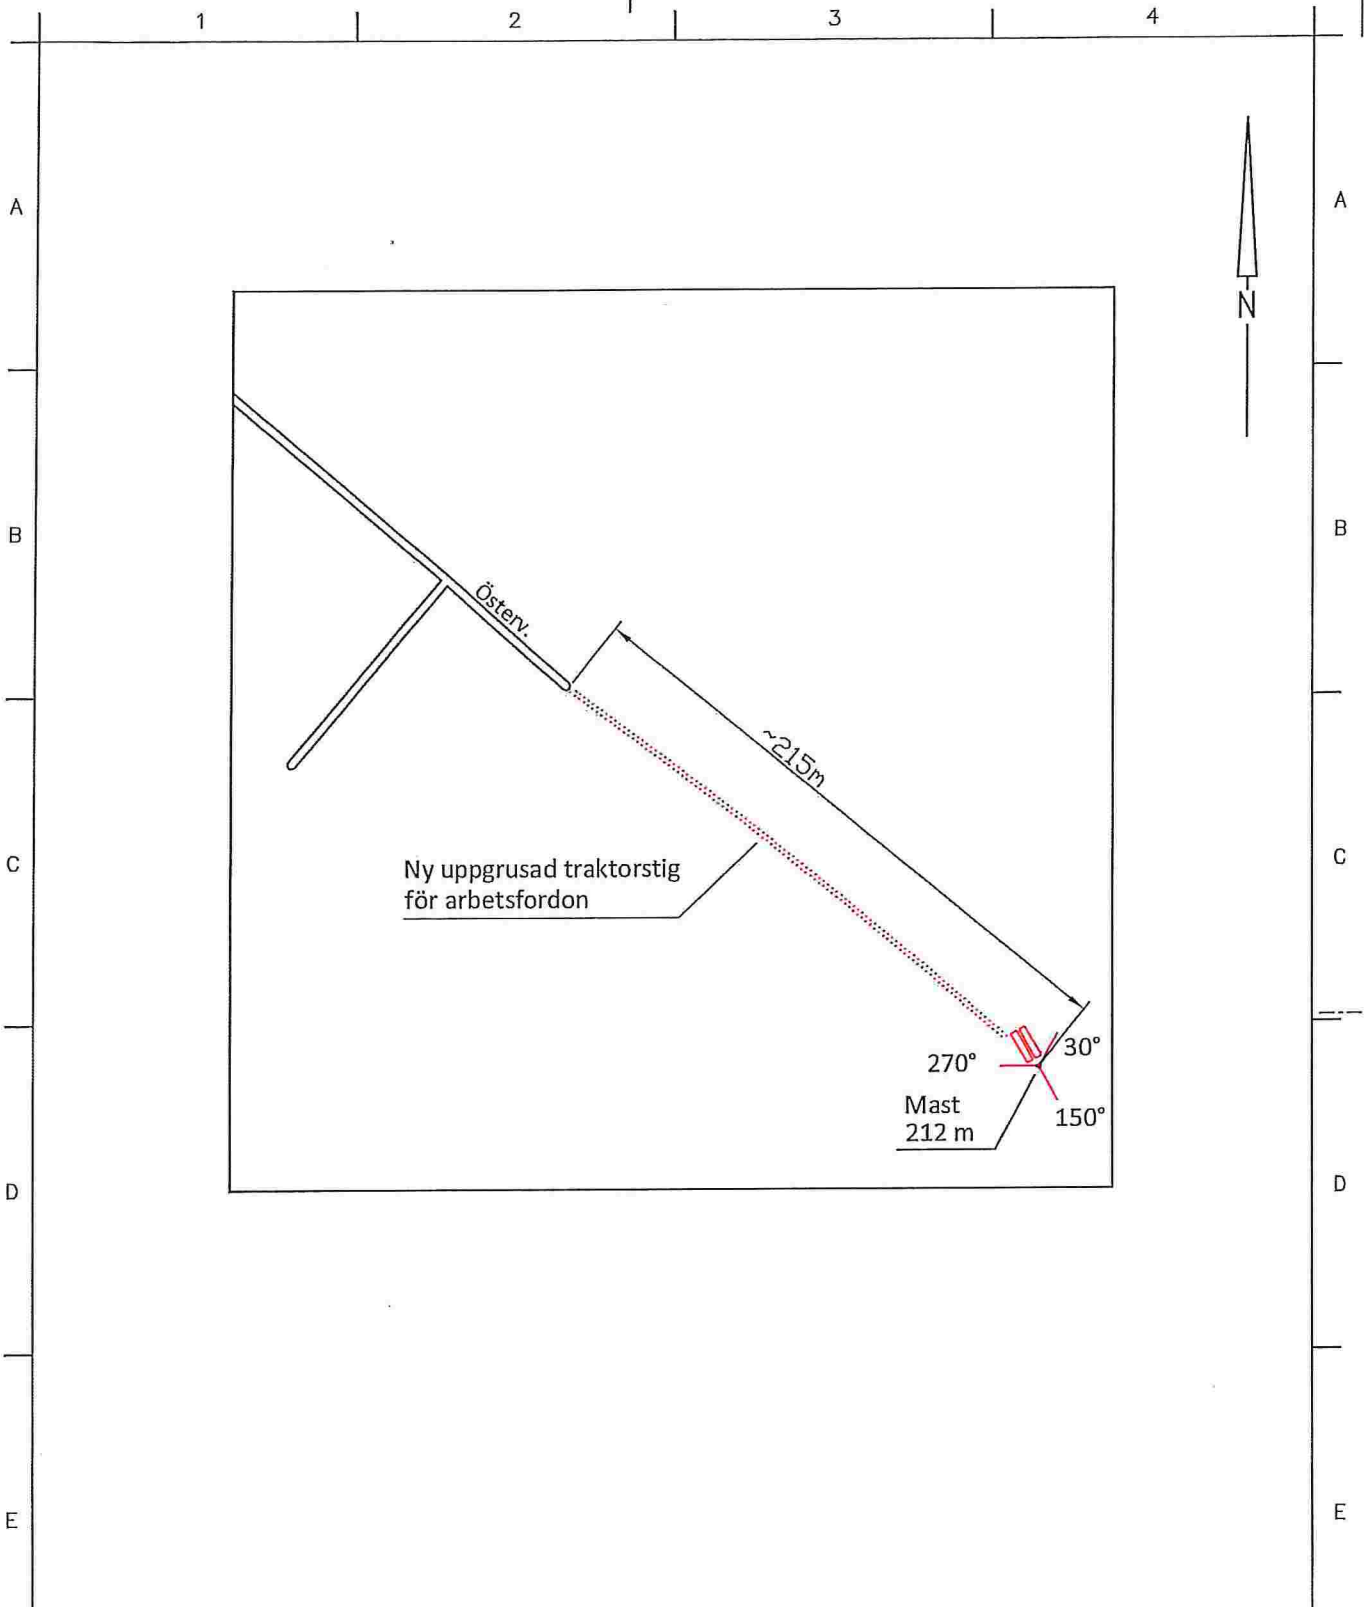 1 2 3 4
A A
N
B B
Österv.
~215m
C C
Ny uppgrusad traktorstig
för arbetsfordon
30°
270°
Mast
150°
212 m
D D
E E